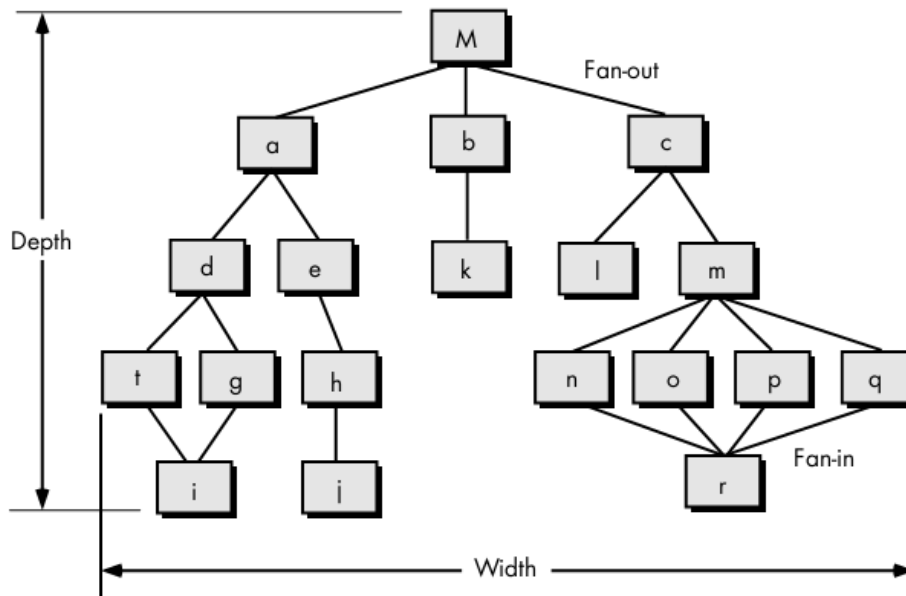 M
Fan-out
a b c
Depth
d e k l m
t g h n o p q
Fan-in
i j r
Width